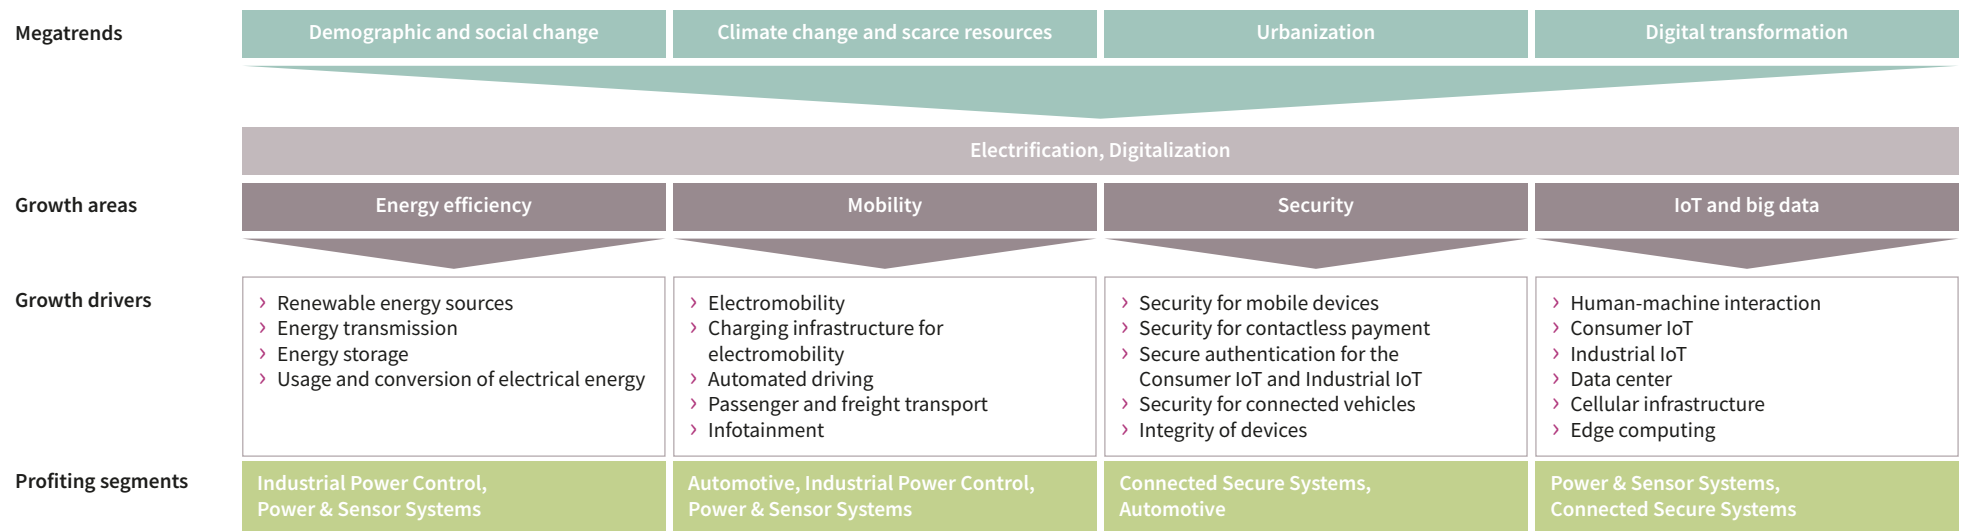 Megatrends
Demographic and social change
Climate change and scarce resources
Urbanization
Digital transformation
Electrification, Digitalization
Growth areas
Energy efficiency
Mobility
Security
IoT and big data
Growth drivers
› Renewable energy sources
› Energy transmission
› Energy storage
› Usage and conversion of electrical energy
› Electromobility
› Charging infrastructure for
electromobility
› Automated driving
› Passenger and freight transport
› Infotainment
› Security for mobile devices
› Security for contactless payment
› Secure authentication for the
Consumer IoT and Industrial IoT
› Security for connected vehicles
› Integrity of devices
› Human-machine interaction
› Consumer IoT
› Industrial IoT
› Data center
› Cellular infrastructure
› Edge computing
Profiting segments
Industrial Power Control,
Power & Sensor Systems
Automotive, Industrial Power Control,
Power & Sensor Systems
Connected Secure Systems,
Automotive
Power & Sensor Systems,
Connected Secure Systems